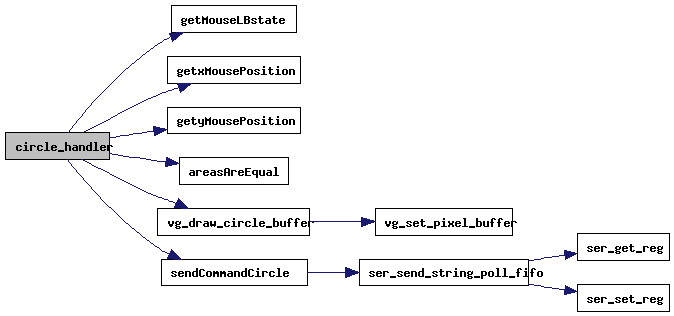 getMouseLBstate
getxMousePosition
getyMousePosition
circle_handler
areasAreEqual
vg_draw_circle_buffer
vg_set_pixel_buffer
ser_get_reg
sendCommandCircle
ser_send_string_poll_fifo
ser_set_reg